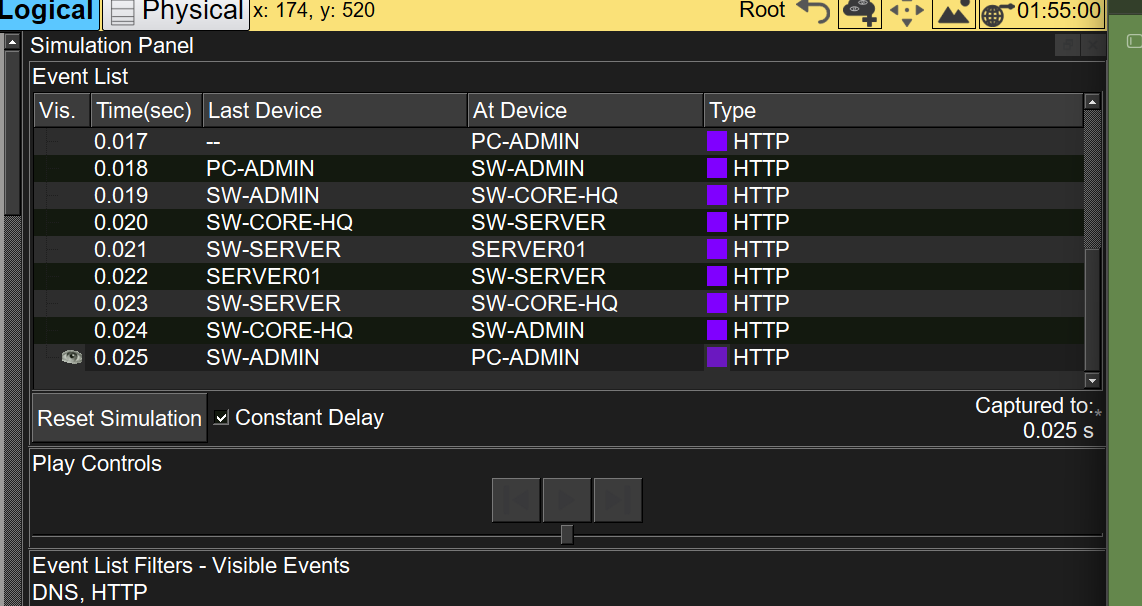 Logical Physical x: 174, y: 520 Root 01:55:00
Simulation Panel
Event List
Vis. Time(sec) Last Device At Device Type
0.017 -- PC-ADMIN HTTP
0.018 PC-ADMIN SW-ADMIN HTTP
0.019 SW-ADMIN SW-CORE-HQ HTTP
0.020 SW-CORE-HQ SW-SERVER HTTP
0.021 SW-SERVER SERVER01 HTTP
0.022 SERVER01 SW-SERVER HTTP
0.023 SW-SERVER SW-CORE-HQ HTTP
0.024 SW-CORE-HQ SW-ADMIN HTTP
0.025 SW-ADMIN PC-ADMIN HTTP
Reset Simulation Constant Delay Captured to:*
0.025 s
Play Controls
Event List Filters - Visible Events
DNS, HTTP